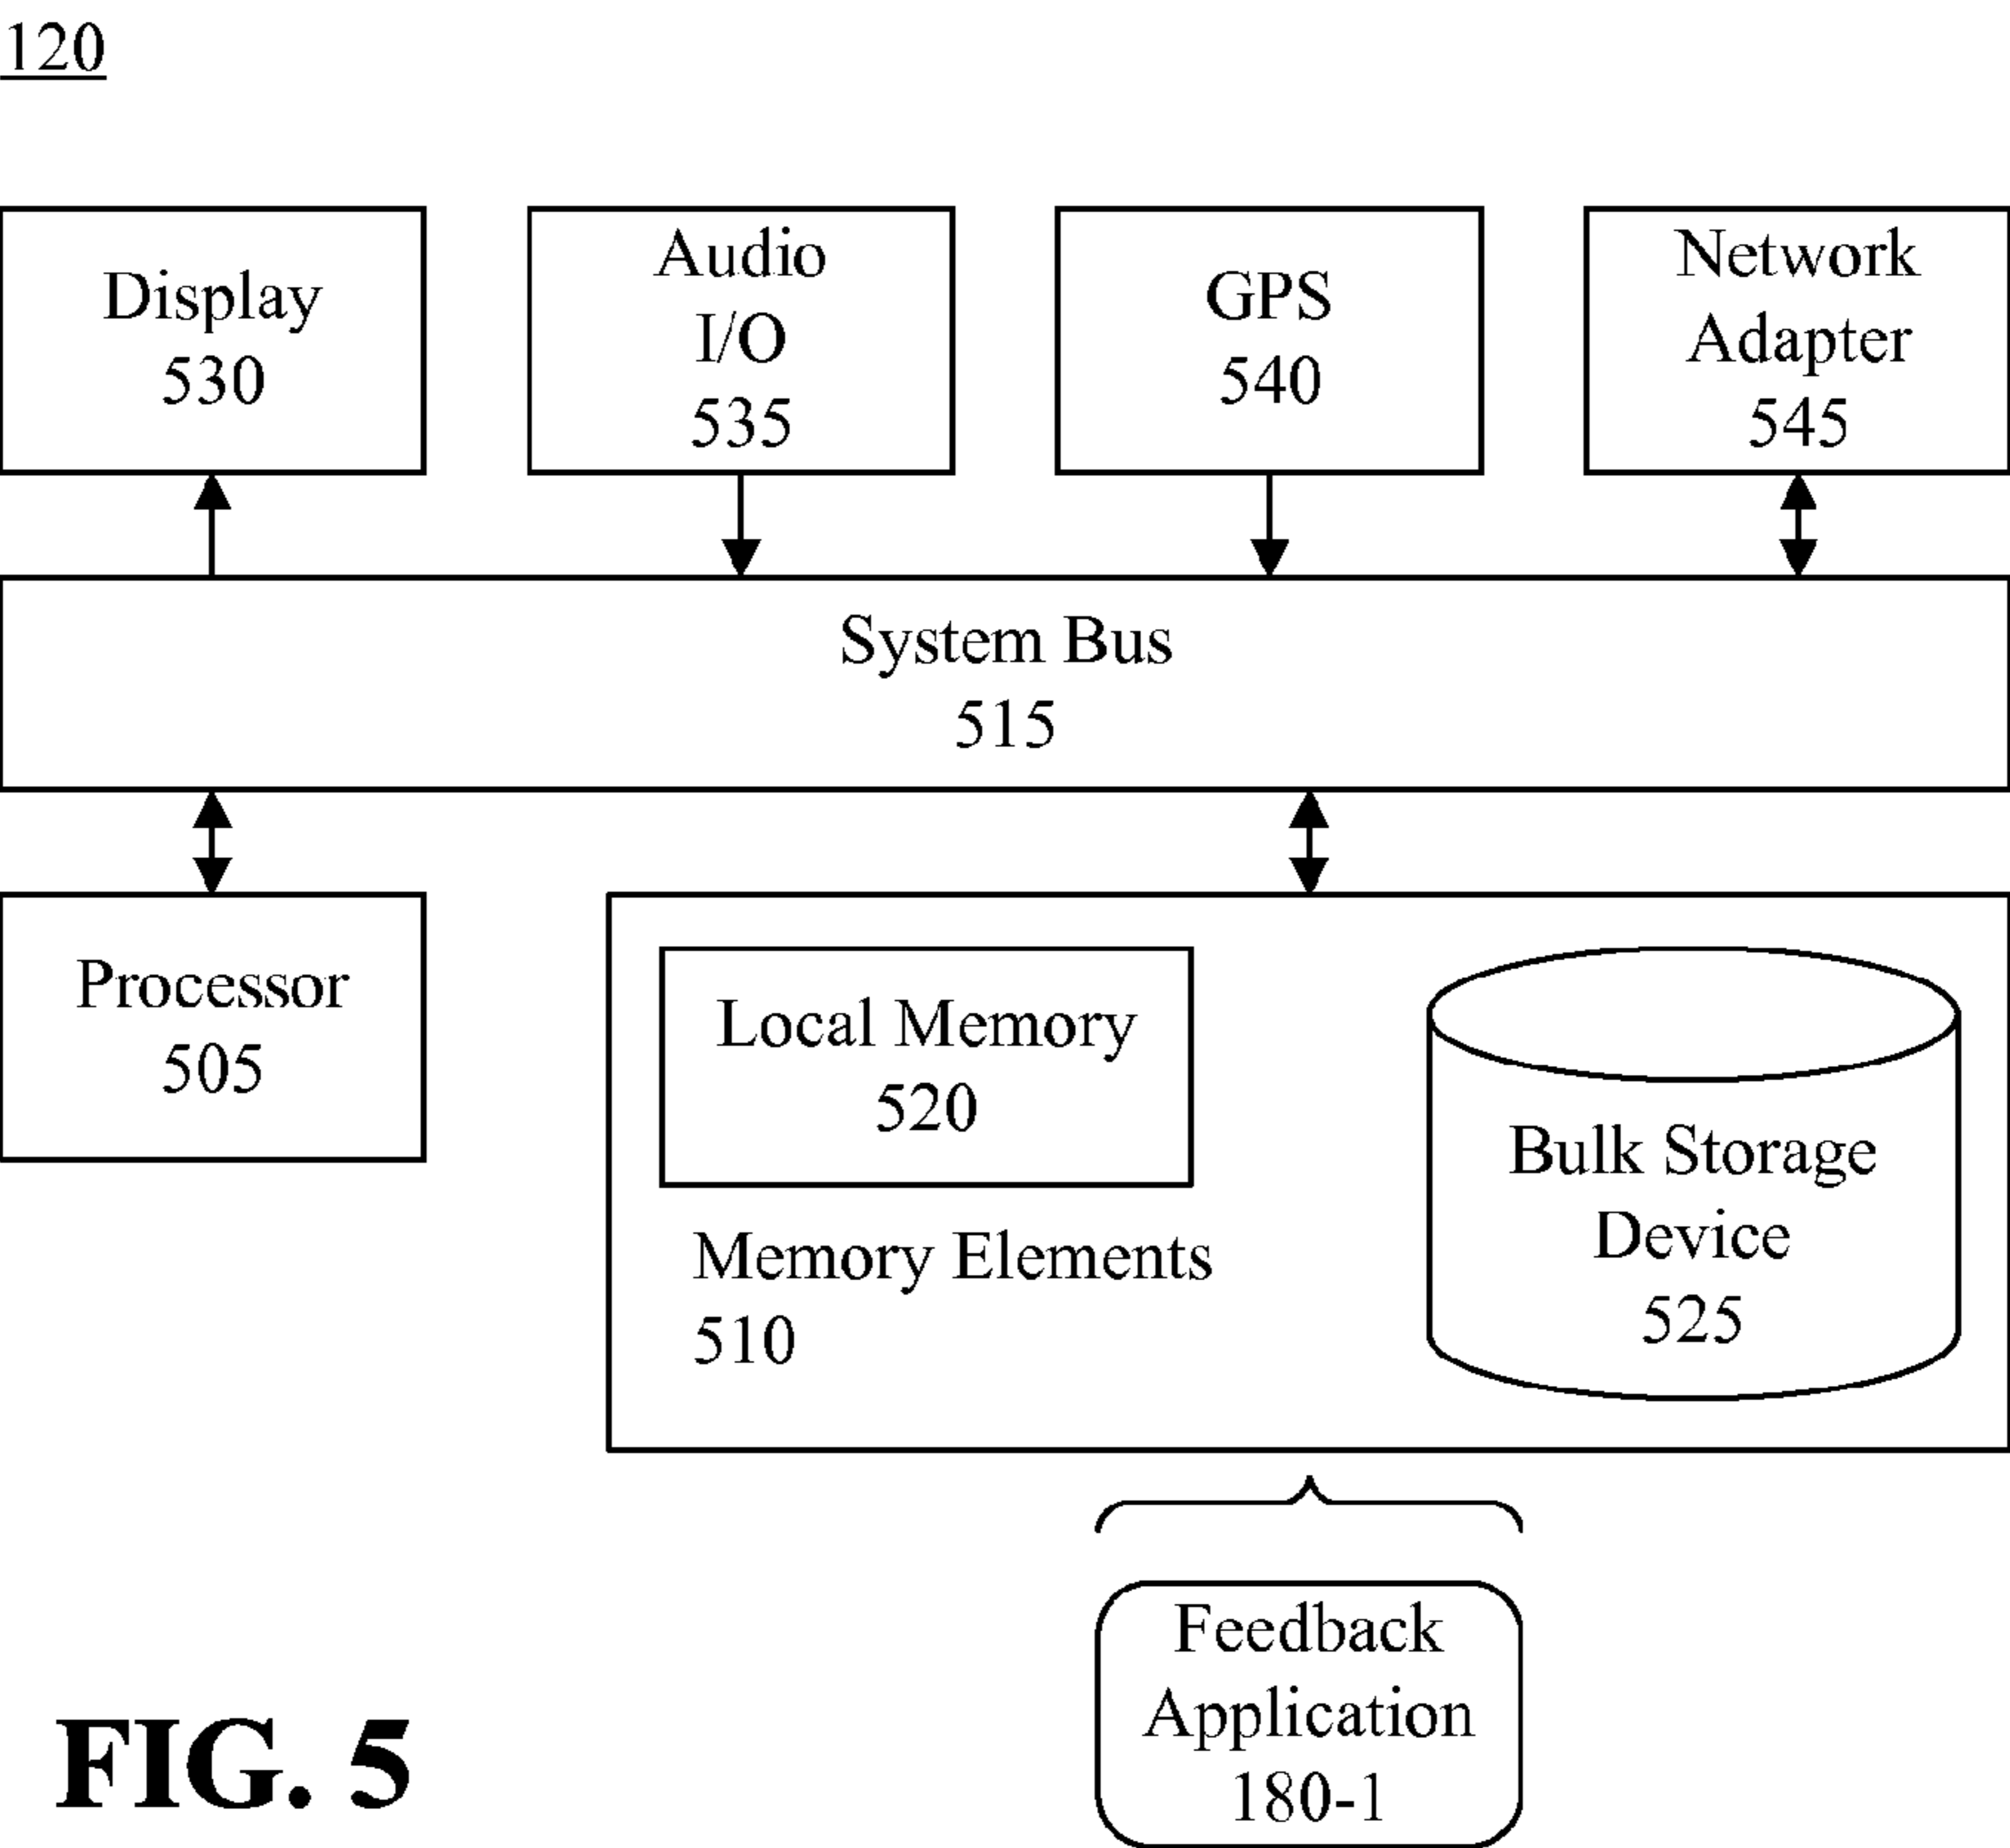 120
Display
530
Audio
I/O
535
GPS
540
Network
Adapter
545
System Bus
515
Processor
505
Local Memory
520
Memory Elements
510
Bulk Storage
Device
525
Feedback
Application
180-1
FIG. 5